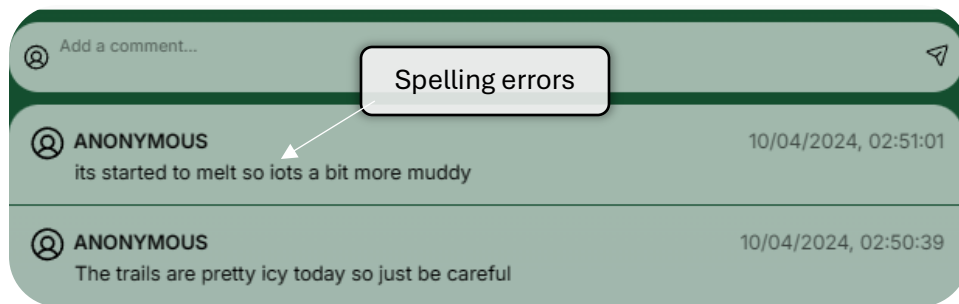 Add a comment...
Spelling errors
ANONYMOUS 10/04/2024, 02:51:01
its started to melt so iots a bit more muddy
ANONYMOUS 10/04/2024, 02:50:39
The trails are pretty icy today so just be careful